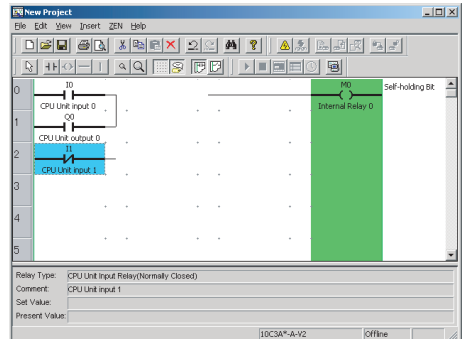 New Project
File Edit View Insert ZEN Help
0
I0
CPU Unit input 0
M0
Internal Relay 0
Self-holding Bit
1
Q0
CPU Unit output 0
2
I1
CPU Unit input 1
3
4
5
Relay Type: CPU Unit Input Relay(Normally Closed)
Comment: CPU Unit input 1
Set Value:
Present Value:
10C3A*-A-V2 Offline